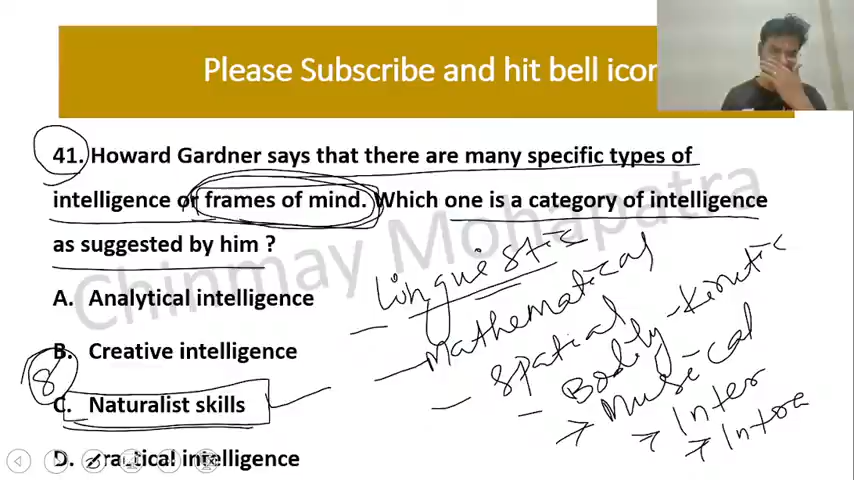 Please Subscribe and hit bell icon
41. Howard Gardner says that there are many specific types of
intelligence or frames of mind. Which one is a category of intelligence
as suggested by him ?
A. Analytical intelligence
B. Creative intelligence
C. Naturalist skills
D. Practical intelligence
Chinmay Mohapatra
Linguestic
Mathematical
Spatial
Bodily-Kinetic
Musical
Inter
Intra
8